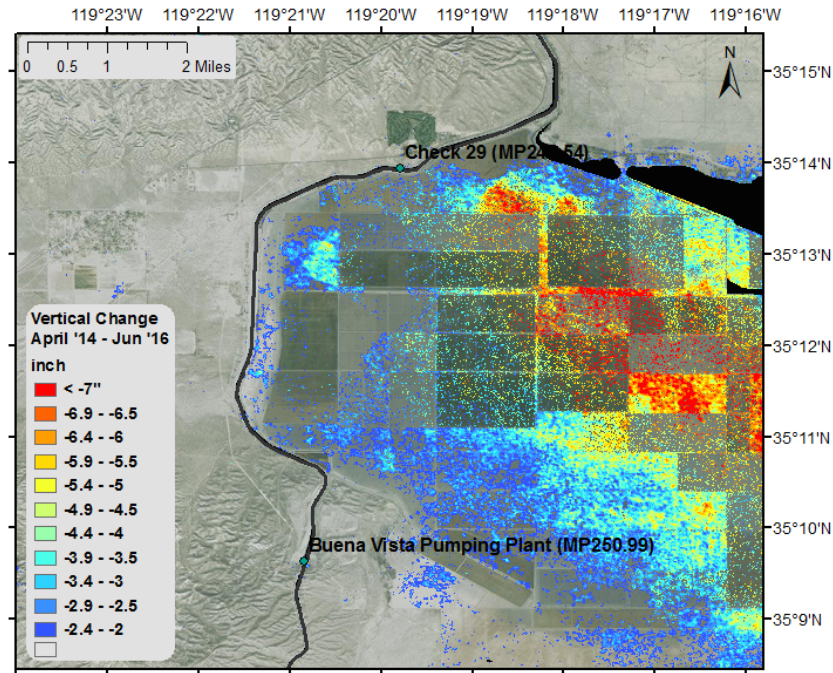 119°23'W 119°22'W 119°21'W 119°20'W 119°19'W 119°18'W 119°17'W 119°16'W
0 0.5 1 2 Miles
N
35°15'N
35°14'N
35°13'N
35°12'N
35°11'N
35°10'N
35°9'N
Check 29 (MP24 .54)
Buena Vista Pumping Plant (MP250.99)
Vertical Change
April '14 - Jun '16
inch
< -7"
-6.9 - -6.5
-6.4 - -6
-5.9 - -5.5
-5.4 - -5
-4.9 - -4.5
-4.4 - -4
-3.9 - -3.5
-3.4 - -3
-2.9 - -2.5
-2.4 - -2